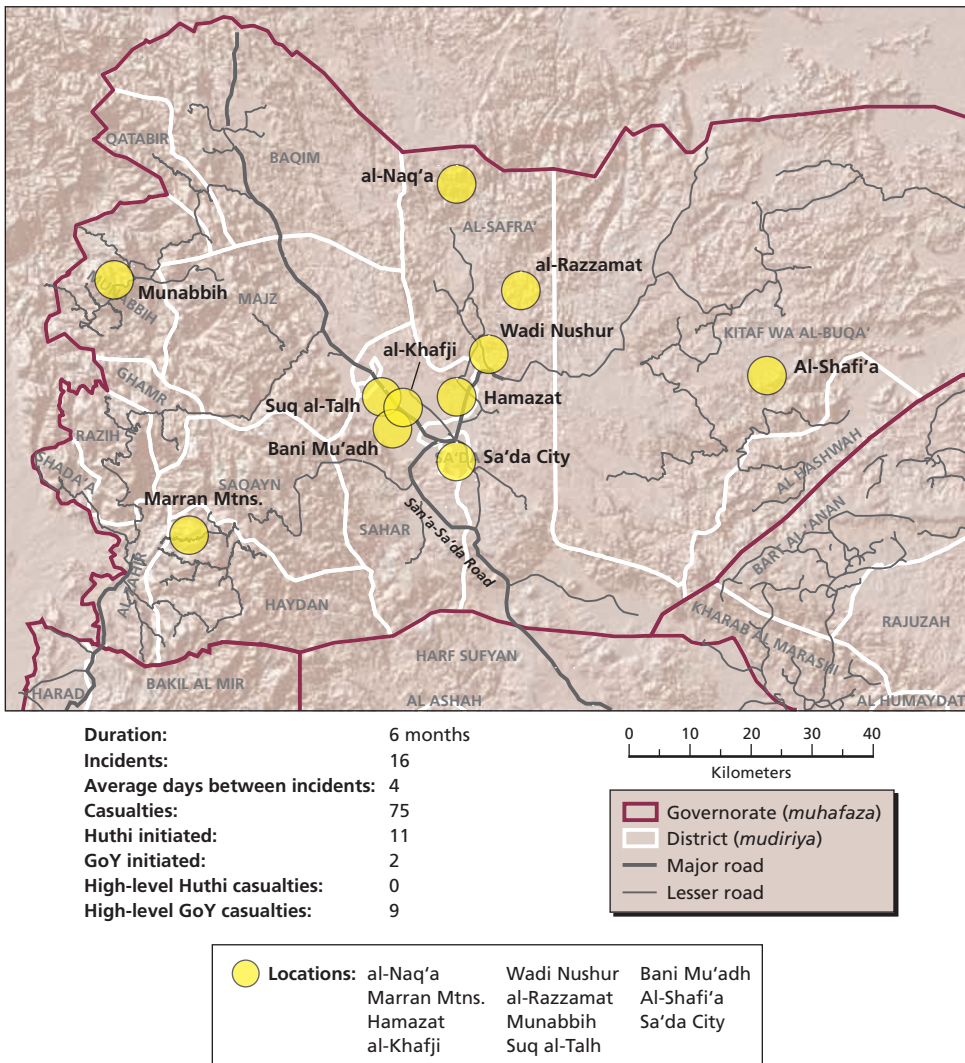 QATABIR
BAQIM
al-Naq‘a
AL-SAFRA’
al-Razzamat
Munabbih
MUNABBIH
MAJZ
Wadi Nushur
KITAF WA AL-BUQA’
al-Khafji
Al-Shafi‘a
GHAMR
Suq al-Talh
Hamazat
RAZIH
Bani Mu‘adh
SA‘DA
Sa‘da City
SHADA’A
SAQAYN
AL HASHWAH
Marran Mtns.
SAHAR
San‘a-Sa‘da Road
BART AL ‘ANAN
AL ZAHIR
HAYDAN
KHARAB AL MARASHI
RAJUZAH
HARF SUFYAN
HARAD
BAKIL AL MIR
AL ASHAH
AL HUMAYDAT
Duration: 6 months
Incidents: 16
Average days between incidents: 4
Casualties: 75
Huthi initiated: 11
GoY initiated: 2
High-level Huthi casualties: 0
High-level GoY casualties: 9
0 10 20 30 40
Kilometers
Governorate (muhafaza)
District (mudiriya)
Major road
Lesser road
Locations: al-Naq‘a Wadi Nushur Bani Mu‘adh
Marran Mtns. al-Razzamat Al-Shafi‘a
Hamazat Munabbih Sa‘da City
al-Khafji Suq al-Talh